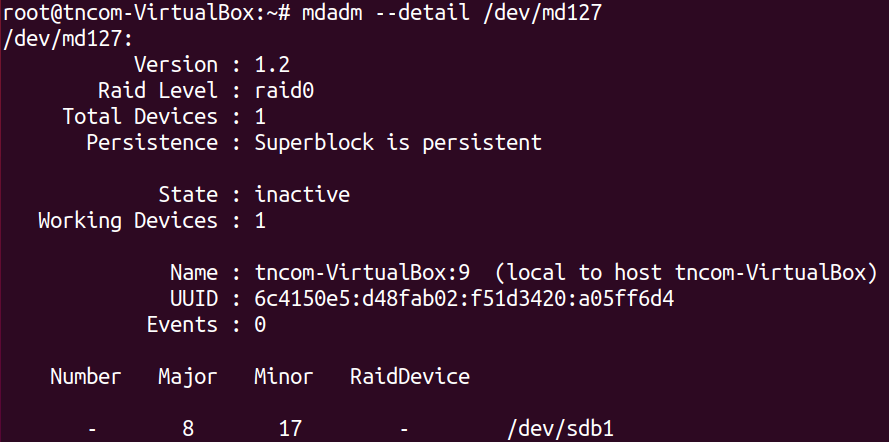 root@tncom-VirtualBox:~# mdadm --detail /dev/md127
/dev/md127:
Version : 1.2
Raid Level : raid0
Total Devices : 1
Persistence : Superblock is persistent
State : inactive
Working Devices : 1
Name : tncom-VirtualBox:9  (local to host tncom-VirtualBox)
UUID : 6c4150e5:d48fab02:f51d3420:a05ff6d4
Events : 0
Number   Major   Minor   RaidDevice
-       8       17        -        /dev/sdb1